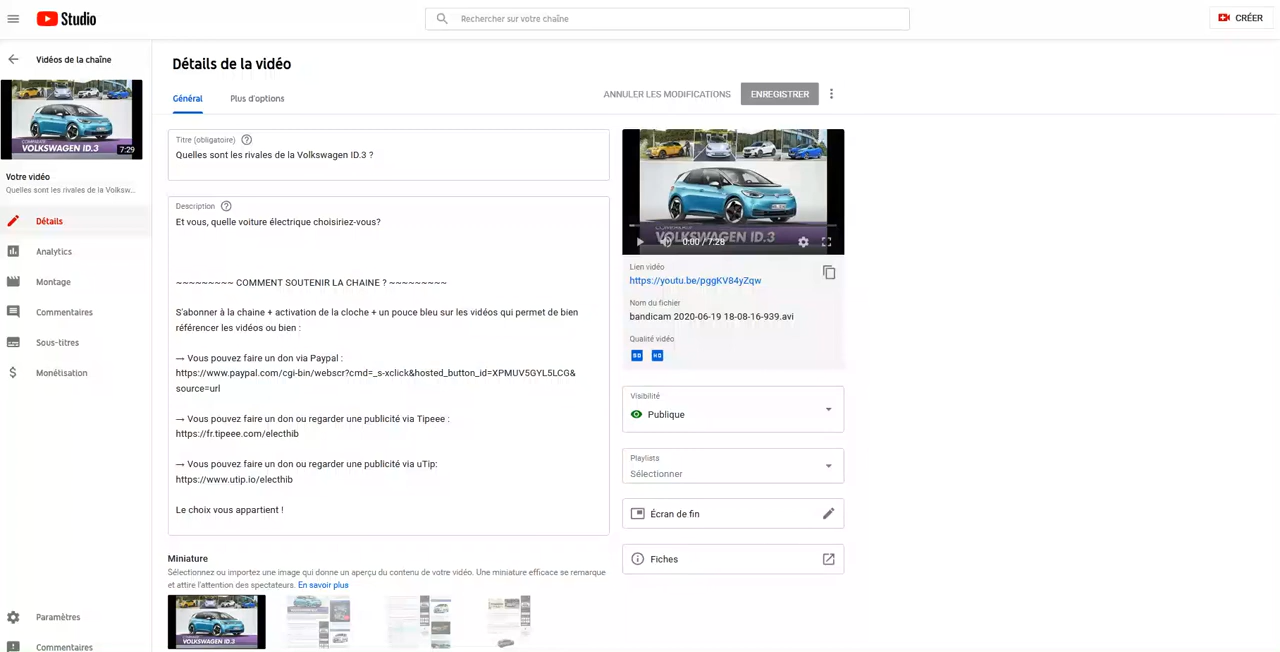 Studio
Rechercher sur votre chaîne
CRÉER
Vidéos de la chaîne
VOLKSWAGEN ID.3
7:29
Votre vidéo
Quelles sont les rivales de la Volksw...
Détails
Analytics
Montage
Commentaires
Sous-titres
Monétisation
Paramètres
Commentaires
Détails de la vidéo
Général
Plus d'options
ANNULER LES MODIFICATIONS
ENREGISTRER
Titre (obligatoire)
Quelles sont les rivales de la Volkswagen ID.3 ?
Description
Et vous, quelle voiture électrique choisiriez-vous?
~~~~~~~~~ COMMENT SOUTENIR LA CHAINE ? ~~~~~~~~~
S'abonner à la chaine + activation de la cloche + un pouce bleu sur les vidéos qui permet de bien
référencer les vidéos ou bien :
→ Vous pouvez faire un don via Paypal :
https://www.paypal.com/cgi-bin/webscr?cmd=_s-xclick&hosted_button_id=XPMUV5GYL5LCG&
source=url
→ Vous pouvez faire un don ou regarder une publicité via Tipeee :
https://fr.tipeee.com/electhib
→ Vous pouvez faire un don ou regarder une publicité via uTip:
https://www.utip.io/electhib
Le choix vous appartient !
Miniature
Sélectionnez ou importez une image qui donne un aperçu du contenu de votre vidéo. Une miniature efficace se remarque
et attire l'attention des spectateurs. En savoir plus
VOLKSWAGEN ID.3
VOLKSWAGEN ID.3
0:00 / 7:28
Lien vidéo
https://youtu.be/pggKV84yZqw
Nom du fichier
bandicam 2020-06-19 18-08-16-939.avi
Qualité vidéo
SD HD
Visibilité
Publique
Playlists
Sélectionner
Écran de fin
Fiches